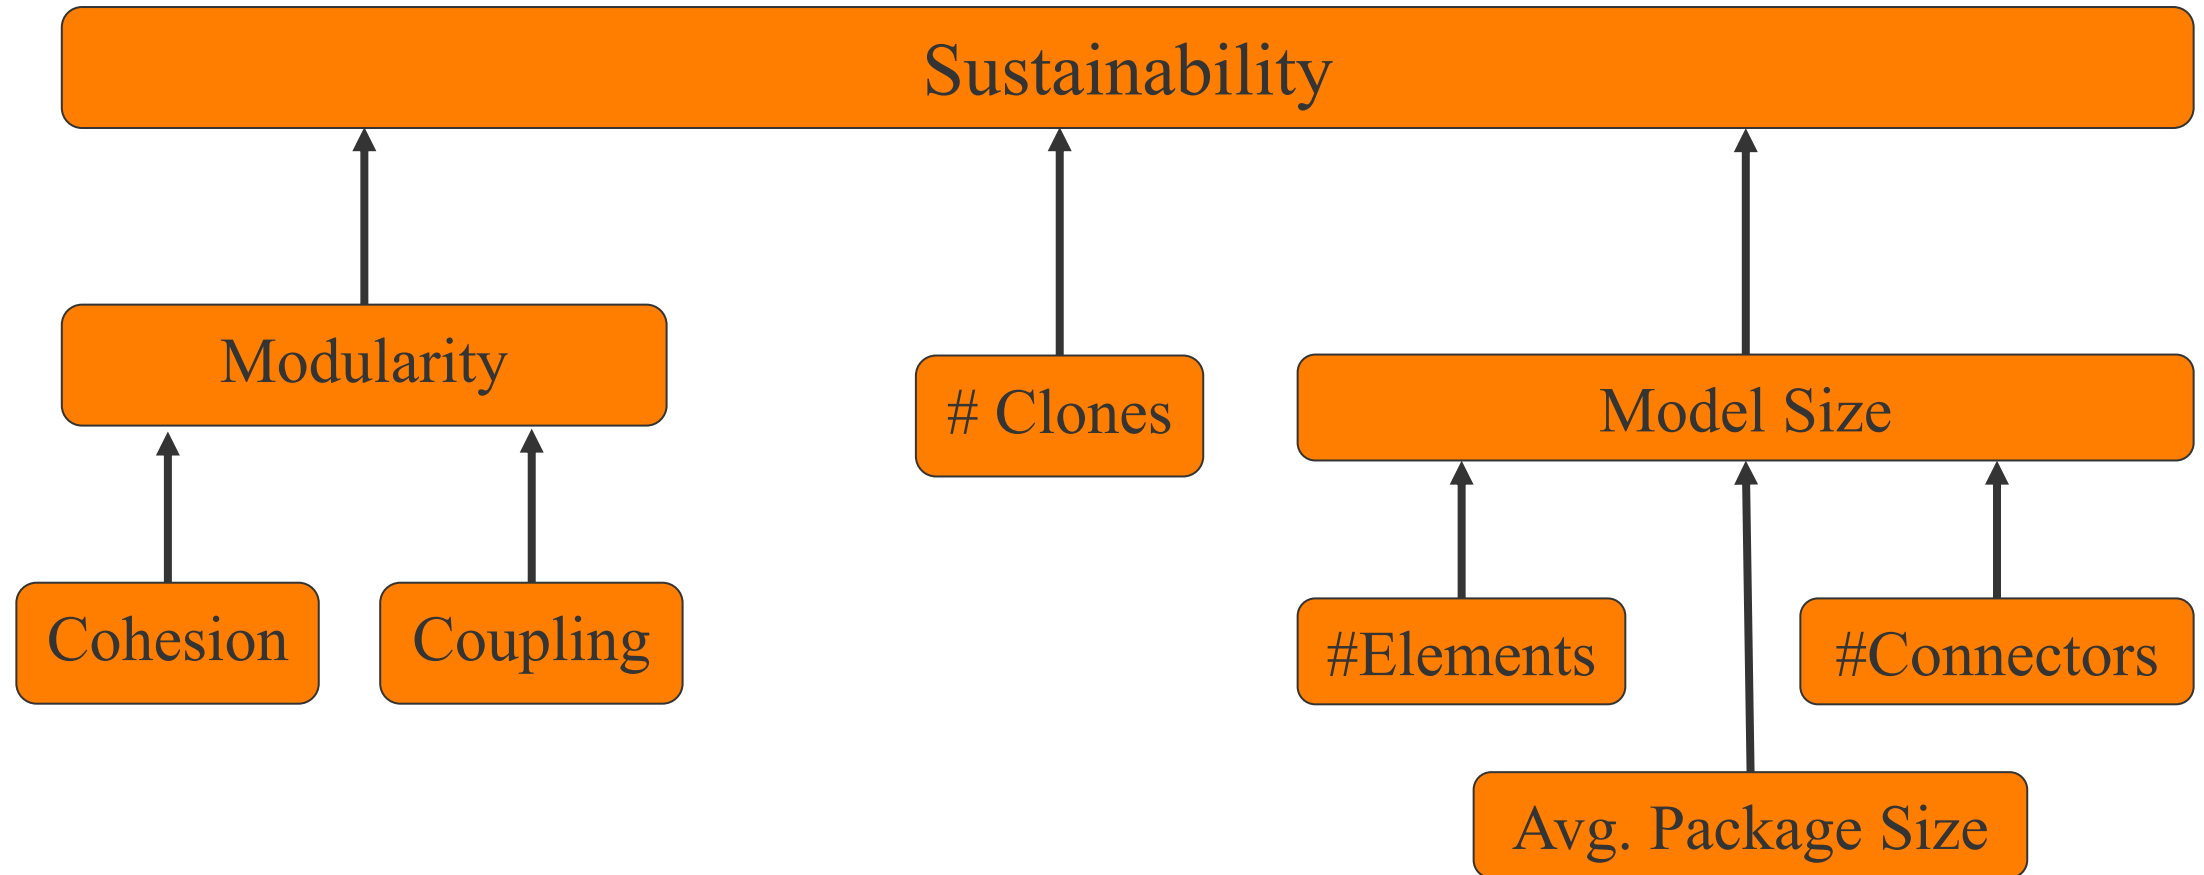 Sustainability
Modularity
# Clones
Model Size
Cohesion
Coupling
#Elements
#Connectors
Avg. Package Size